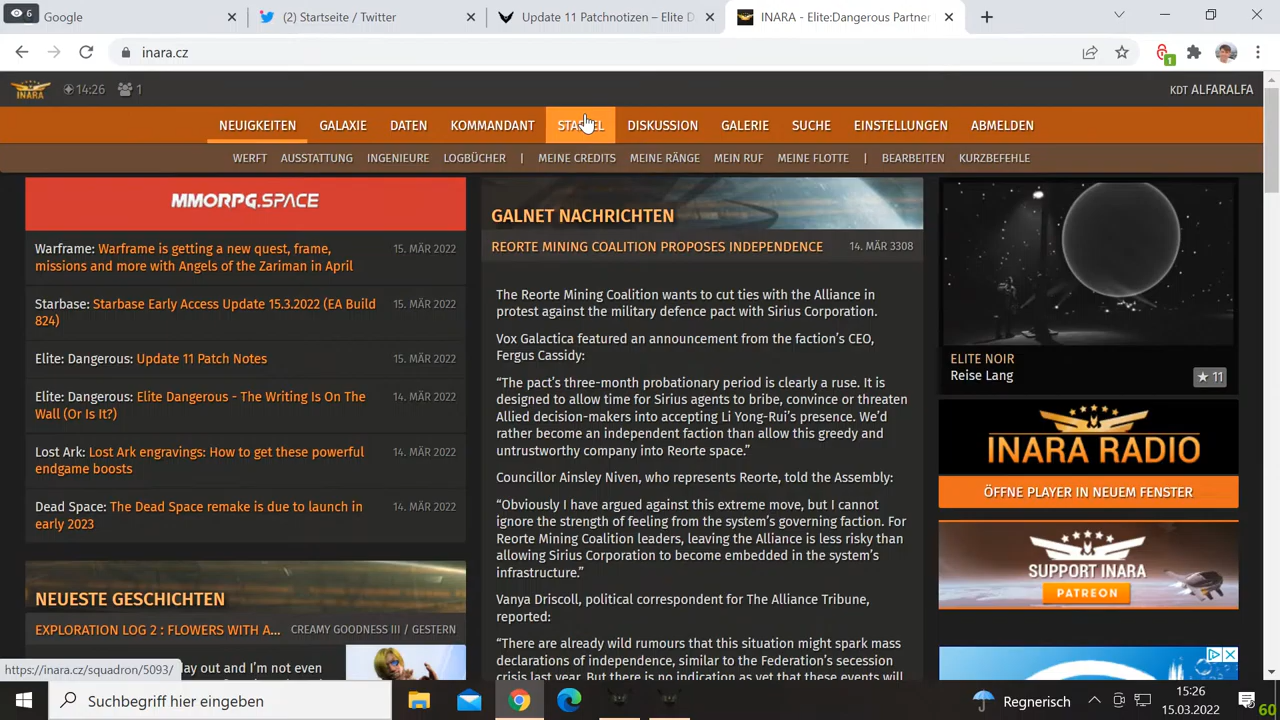 6 Google
(2) Startseite / Twitter
Update 11 Patchnotizen – Elite D
INARA - Elite:Dangerous Partner
inara.cz
1
INARA 14:26 1
KDT ALFARALFA
NEUIGKEITEN GALAXIE DATEN KOMMANDANT STAFFEL DISKUSSION GALERIE SUCHE EINSTELLUNGEN ABMELDEN
WERFT AUSSTATTUNG INGENIEURE LOGBÜCHER | MEINE CREDITS MEINE RÄNGE MEIN RUF MEINE FLOTTE | BEARBEITEN KURZBEFEHLE
MMORPG.SPACE
Warframe: Warframe is getting a new quest, frame, 15. MÄR 2022
missions and more with Angels of the Zariman in April
Starbase: Starbase Early Access Update 15.3.2022 (EA Build 15. MÄR 2022
824)
Elite: Dangerous: Update 11 Patch Notes 15. MÄR 2022
Elite: Dangerous: Elite Dangerous - The Writing Is On The 14. MÄR 2022
Wall (Or Is It?)
Lost Ark: Lost Ark engravings: How to get these powerful 14. MÄR 2022
endgame boosts
Dead Space: The Dead Space remake is due to launch in 14. MÄR 2022
early 2023
NEUESTE GESCHICHTEN
EXPLORATION LOG 2 : FLOWERS WITH A... CREAMY GOODNESS III / GESTERN
lay out and I'm not even
https://inara.cz/squadron/5093/
GALNET NACHRICHTEN
REORTE MINING COALITION PROPOSES INDEPENDENCE 14. MÄR 3308
The Reorte Mining Coalition wants to cut ties with the Alliance in
protest against the military defence pact with Sirius Corporation.
Vox Galactica featured an announcement from the faction's CEO,
Fergus Cassidy:
“The pact's three-month probationary period is clearly a ruse. It is
designed to allow time for Sirius agents to bribe, convince or threaten
Allied decision-makers into accepting Li Yong-Rui's presence. We'd
rather become an independent faction than allow this greedy and
untrustworthy company into Reorte space.”
Councillor Ainsley Niven, who represents Reorte, told the Assembly:
“Obviously I have argued against this extreme move, but I cannot
ignore the strength of feeling from the system's governing faction. For
Reorte Mining Coalition leaders, leaving the Alliance is less risky than
allowing Sirius Corporation to become embedded in the system's
infrastructure.”
Vanya Driscoll, political correspondent for The Alliance Tribune,
reported:
“There are already wild rumours that this situation might spark mass
declarations of independence, similar to the Federation's secession
crisis last year. But there is no indication as yet that these events will
ELITE NOIR
Reise Lang
★ 11
INARA RADIO
ÖFFNE PLAYER IN NEUEM FENSTER
SUPPORT INARA
PATREON
Suchbegriff hier eingeben
Regnerisch
15:26
15.03.2022
60